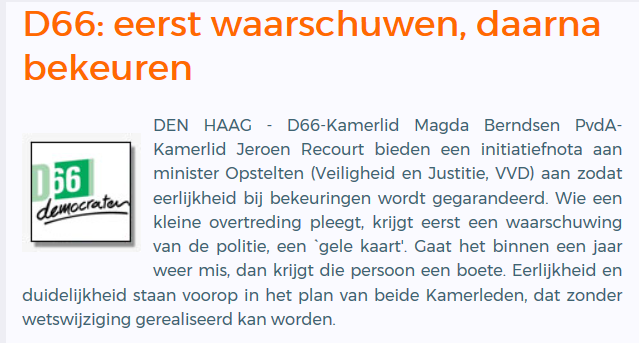 D66: eerst waarschuwen, daarna
bekeuren
DEN HAAG - D66-Kamerlid Magda Berndsen PvdA-
Kamerlid Jeroen Recourt bieden een initiatiefnota aan
minister Opstelten (Veiligheid en Justitie, VVD) aan zodat
eerlijkheid bij bekeuringen wordt gegarandeerd. Wie een
kleine overtreding pleegt, krijgt eerst een waarschuwing
van de politie, een `gele kaart'. Gaat het binnen een jaar
weer mis, dan krijgt die persoon een boete. Eerlijkheid en
duidelijkheid staan voorop in het plan van beide Kamerleden, dat zonder
wetswijziging gerealiseerd kan worden.
D66
democraten